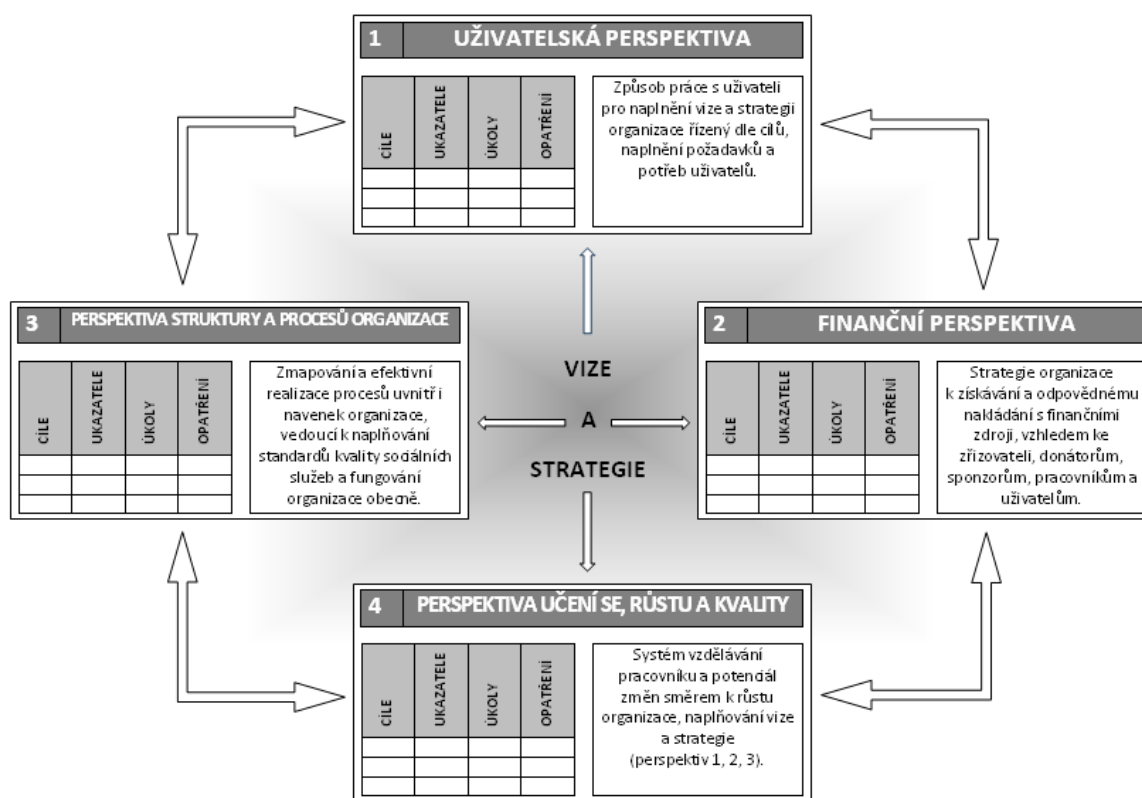 1 UŽIVATELSKÁ PERSPEKTIVA
CÍLE
UKAZATELE
ÚKOLY
OPATŘENÍ
Způsob práce s uživateli
pro naplnění vize a strategii
organizace řízený dle cílů,
naplnění požadavků a
potřeb uživatelů.
3 PERSPEKTIVA STRUKTURY A PROCESŮ ORGANIZACE
CÍLE
UKAZATELE
ÚKOLY
OPATŘENÍ
Zmapování a efektivní
realizace procesů uvnitř i
navenek organizace,
vedoucí k naplňování
standardů kvality sociálních
služeb a fungování
organizace obecně.
VIZE
A
STRATEGIE
2 FINANČNÍ PERSPEKTIVA
CÍLE
UKAZATELE
ÚKOLY
OPATŘENÍ
Strategie organizace
k získávání a odpovědnému
nakládání s finančními
zdroji, vzhledem ke
zřizovateli, donátorům,
sponzorům, pracovníkům a
uživatelům.
4 PERSPEKTIVA UČENÍ SE, RŮSTU A KVALITY
CÍLE
UKAZATELE
ÚKOLY
OPATŘENÍ
Systém vzdělávání
pracovníku a potenciál
změn směrem k růstu
organizace, naplňování vize
a strategie
(perspektiv 1, 2, 3).